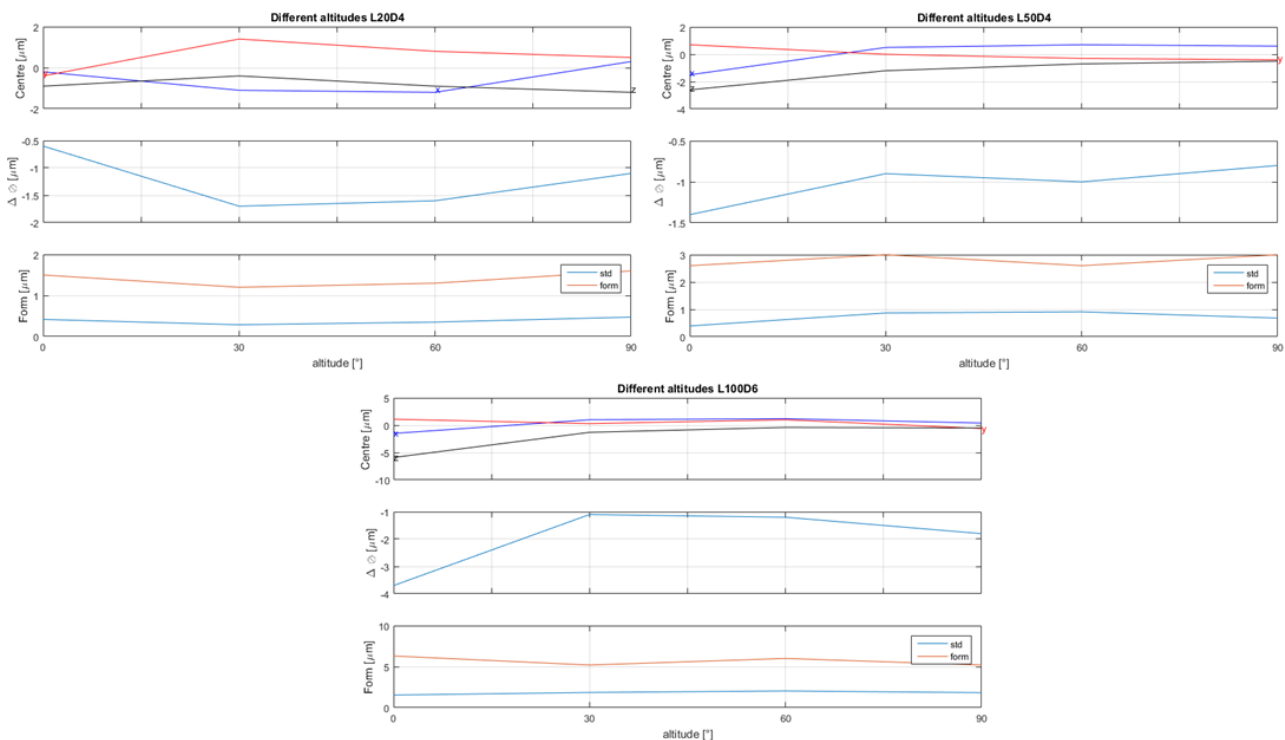 Different altitudes L20D4
Centre [μm]
2
0
-2
y
x
z
Δ ∅ [μm]
-0.5
-1
-1.5
-2
Form [μm]
2
1
0
std
form
0 30 60 90
altitude [°]
Different altitudes L50D4
Centre [μm]
2
0
-2
-4
x
z
y
Δ ∅ [μm]
-0.5
-1
-1.5
Form [μm]
3
2
1
0
std
form
0 30 60 90
altitude [°]
Different altitudes L100D6
Centre [μm]
5
0
-5
-10
x
z
y
Δ ∅ [μm]
-1
-2
-3
-4
Form [μm]
10
5
0
std
form
0 30 60 90
altitude [°]